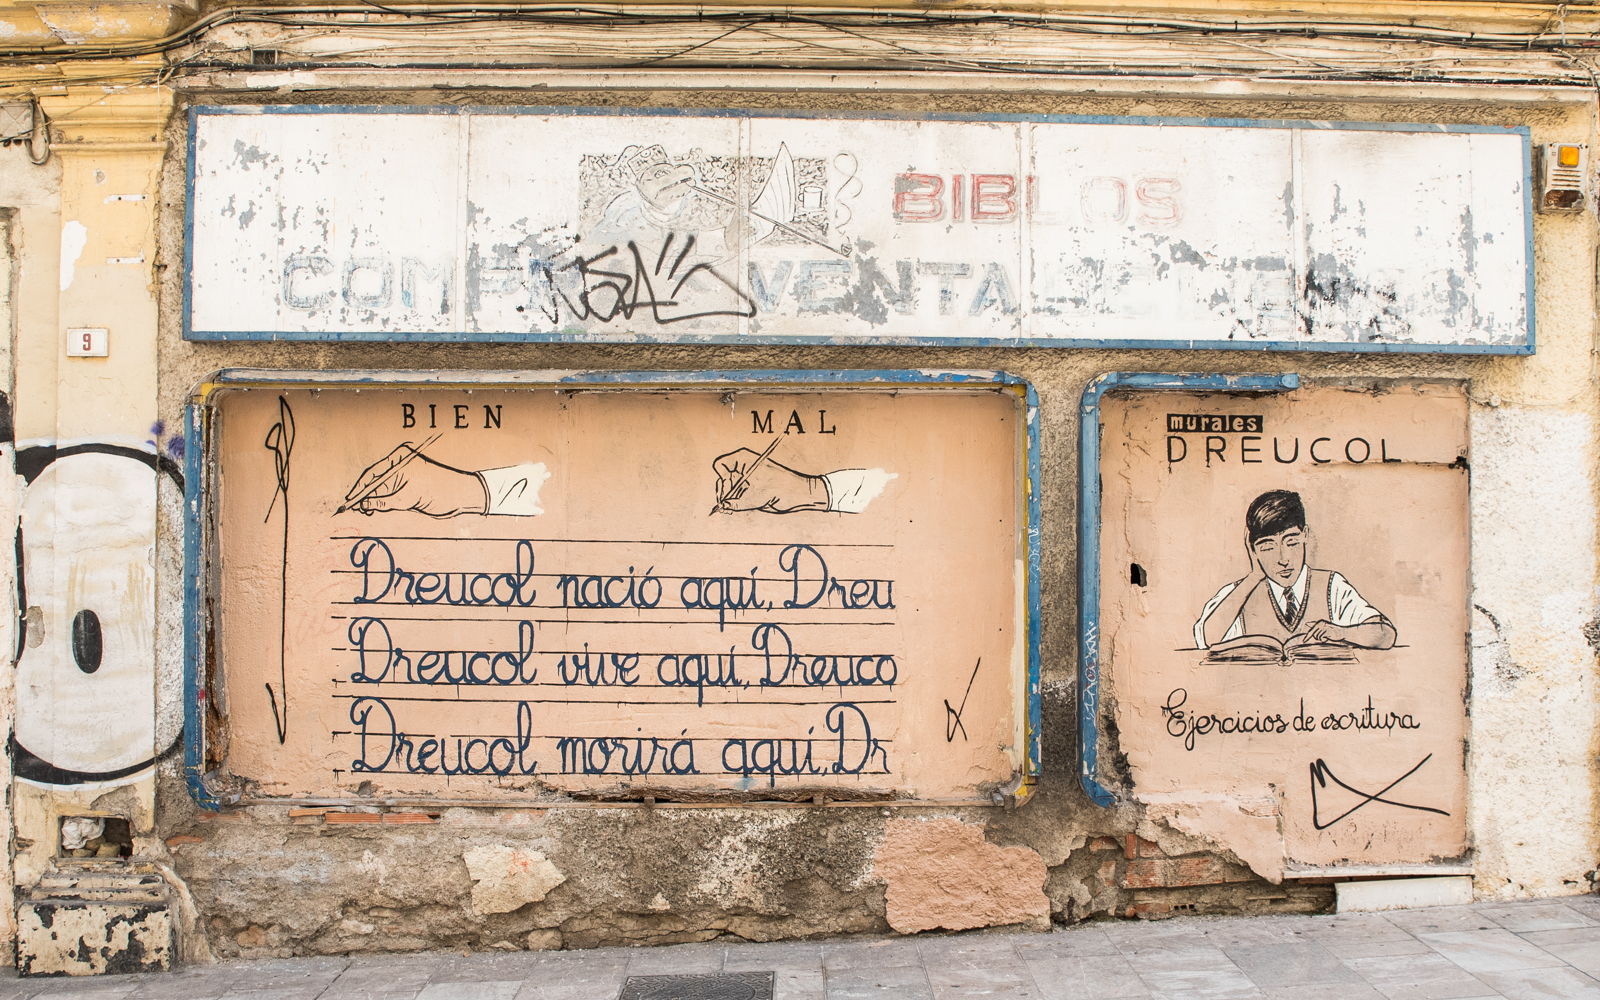 BIBLOS
COMPRA VENTA DE
9
BIEN
MAL
Dreucol nació aquí, Dreu
Dreucol vive aquí, Dreuco
Dreucol morirá aquí, Dr
murales
DREUCOL
Ejercicios de escritura